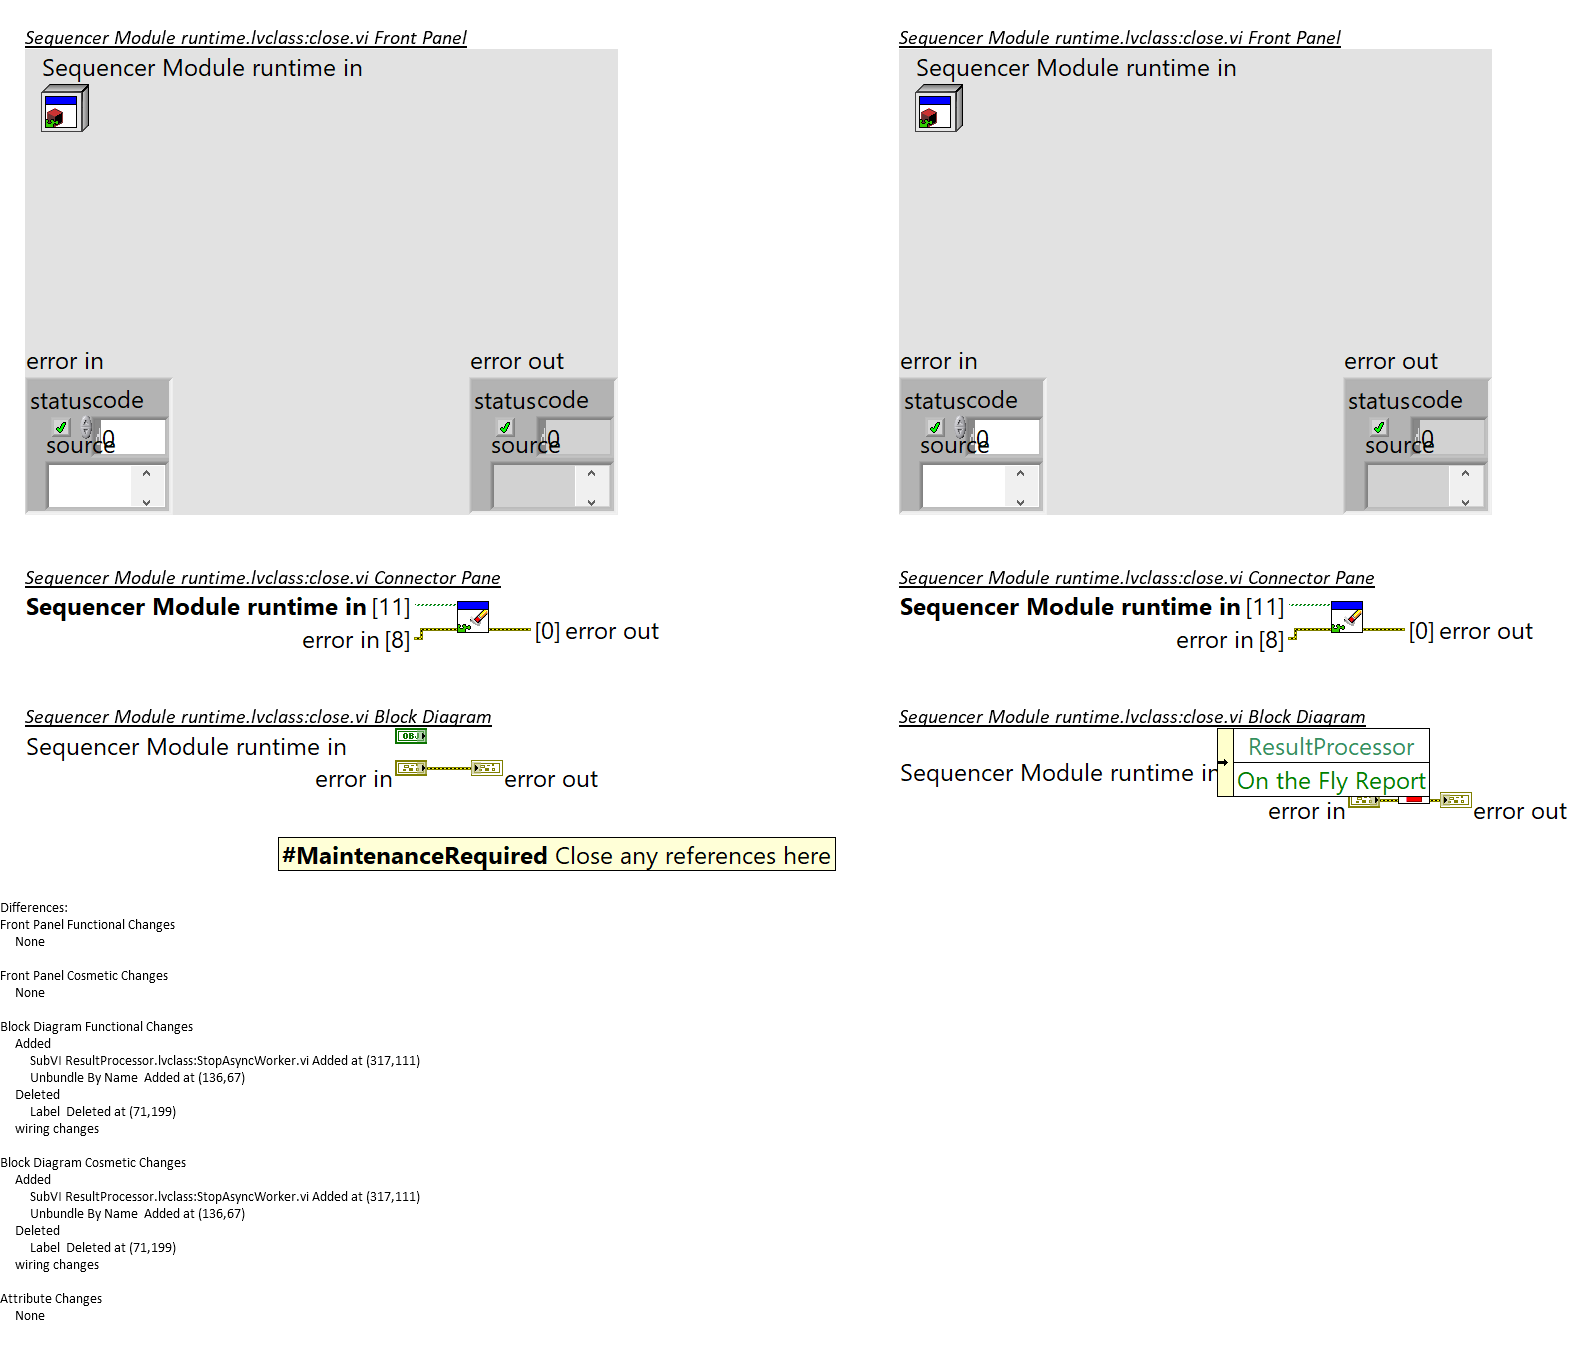 Sequencer Module runtime.lvclass:close.vi Front Panel
Sequencer Module runtime in
error in
error out
status code
0
source
status code
0
source
Sequencer Module runtime.lvclass:close.vi Connector Pane
Sequencer Module runtime in [11]
error in [8]
[0] error out
Sequencer Module runtime.lvclass:close.vi Block Diagram
Sequencer Module runtime in
OBJ
error in
error out
#MaintenanceRequired Close any references here
Sequencer Module runtime.lvclass:close.vi Front Panel
Sequencer Module runtime in
error in
error out
status code
0
source
status code
0
source
Sequencer Module runtime.lvclass:close.vi Connector Pane
Sequencer Module runtime in [11]
error in [8]
[0] error out
Sequencer Module runtime.lvclass:close.vi Block Diagram
Sequencer Module runtime in
ResultProcessor
On the Fly Report
error in
error out
Differences:
Front Panel Functional Changes
None
Front Panel Cosmetic Changes
None
Block Diagram Functional Changes
Added
SubVI ResultProcessor.lvclass:StopAsyncWorker.vi Added at (317,111)
Unbundle By Name  Added at (136,67)
Deleted
Label  Deleted at (71,199)
wiring changes
Block Diagram Cosmetic Changes
Added
SubVI ResultProcessor.lvclass:StopAsyncWorker.vi Added at (317,111)
Unbundle By Name  Added at (136,67)
Deleted
Label  Deleted at (71,199)
wiring changes
Attribute Changes
None